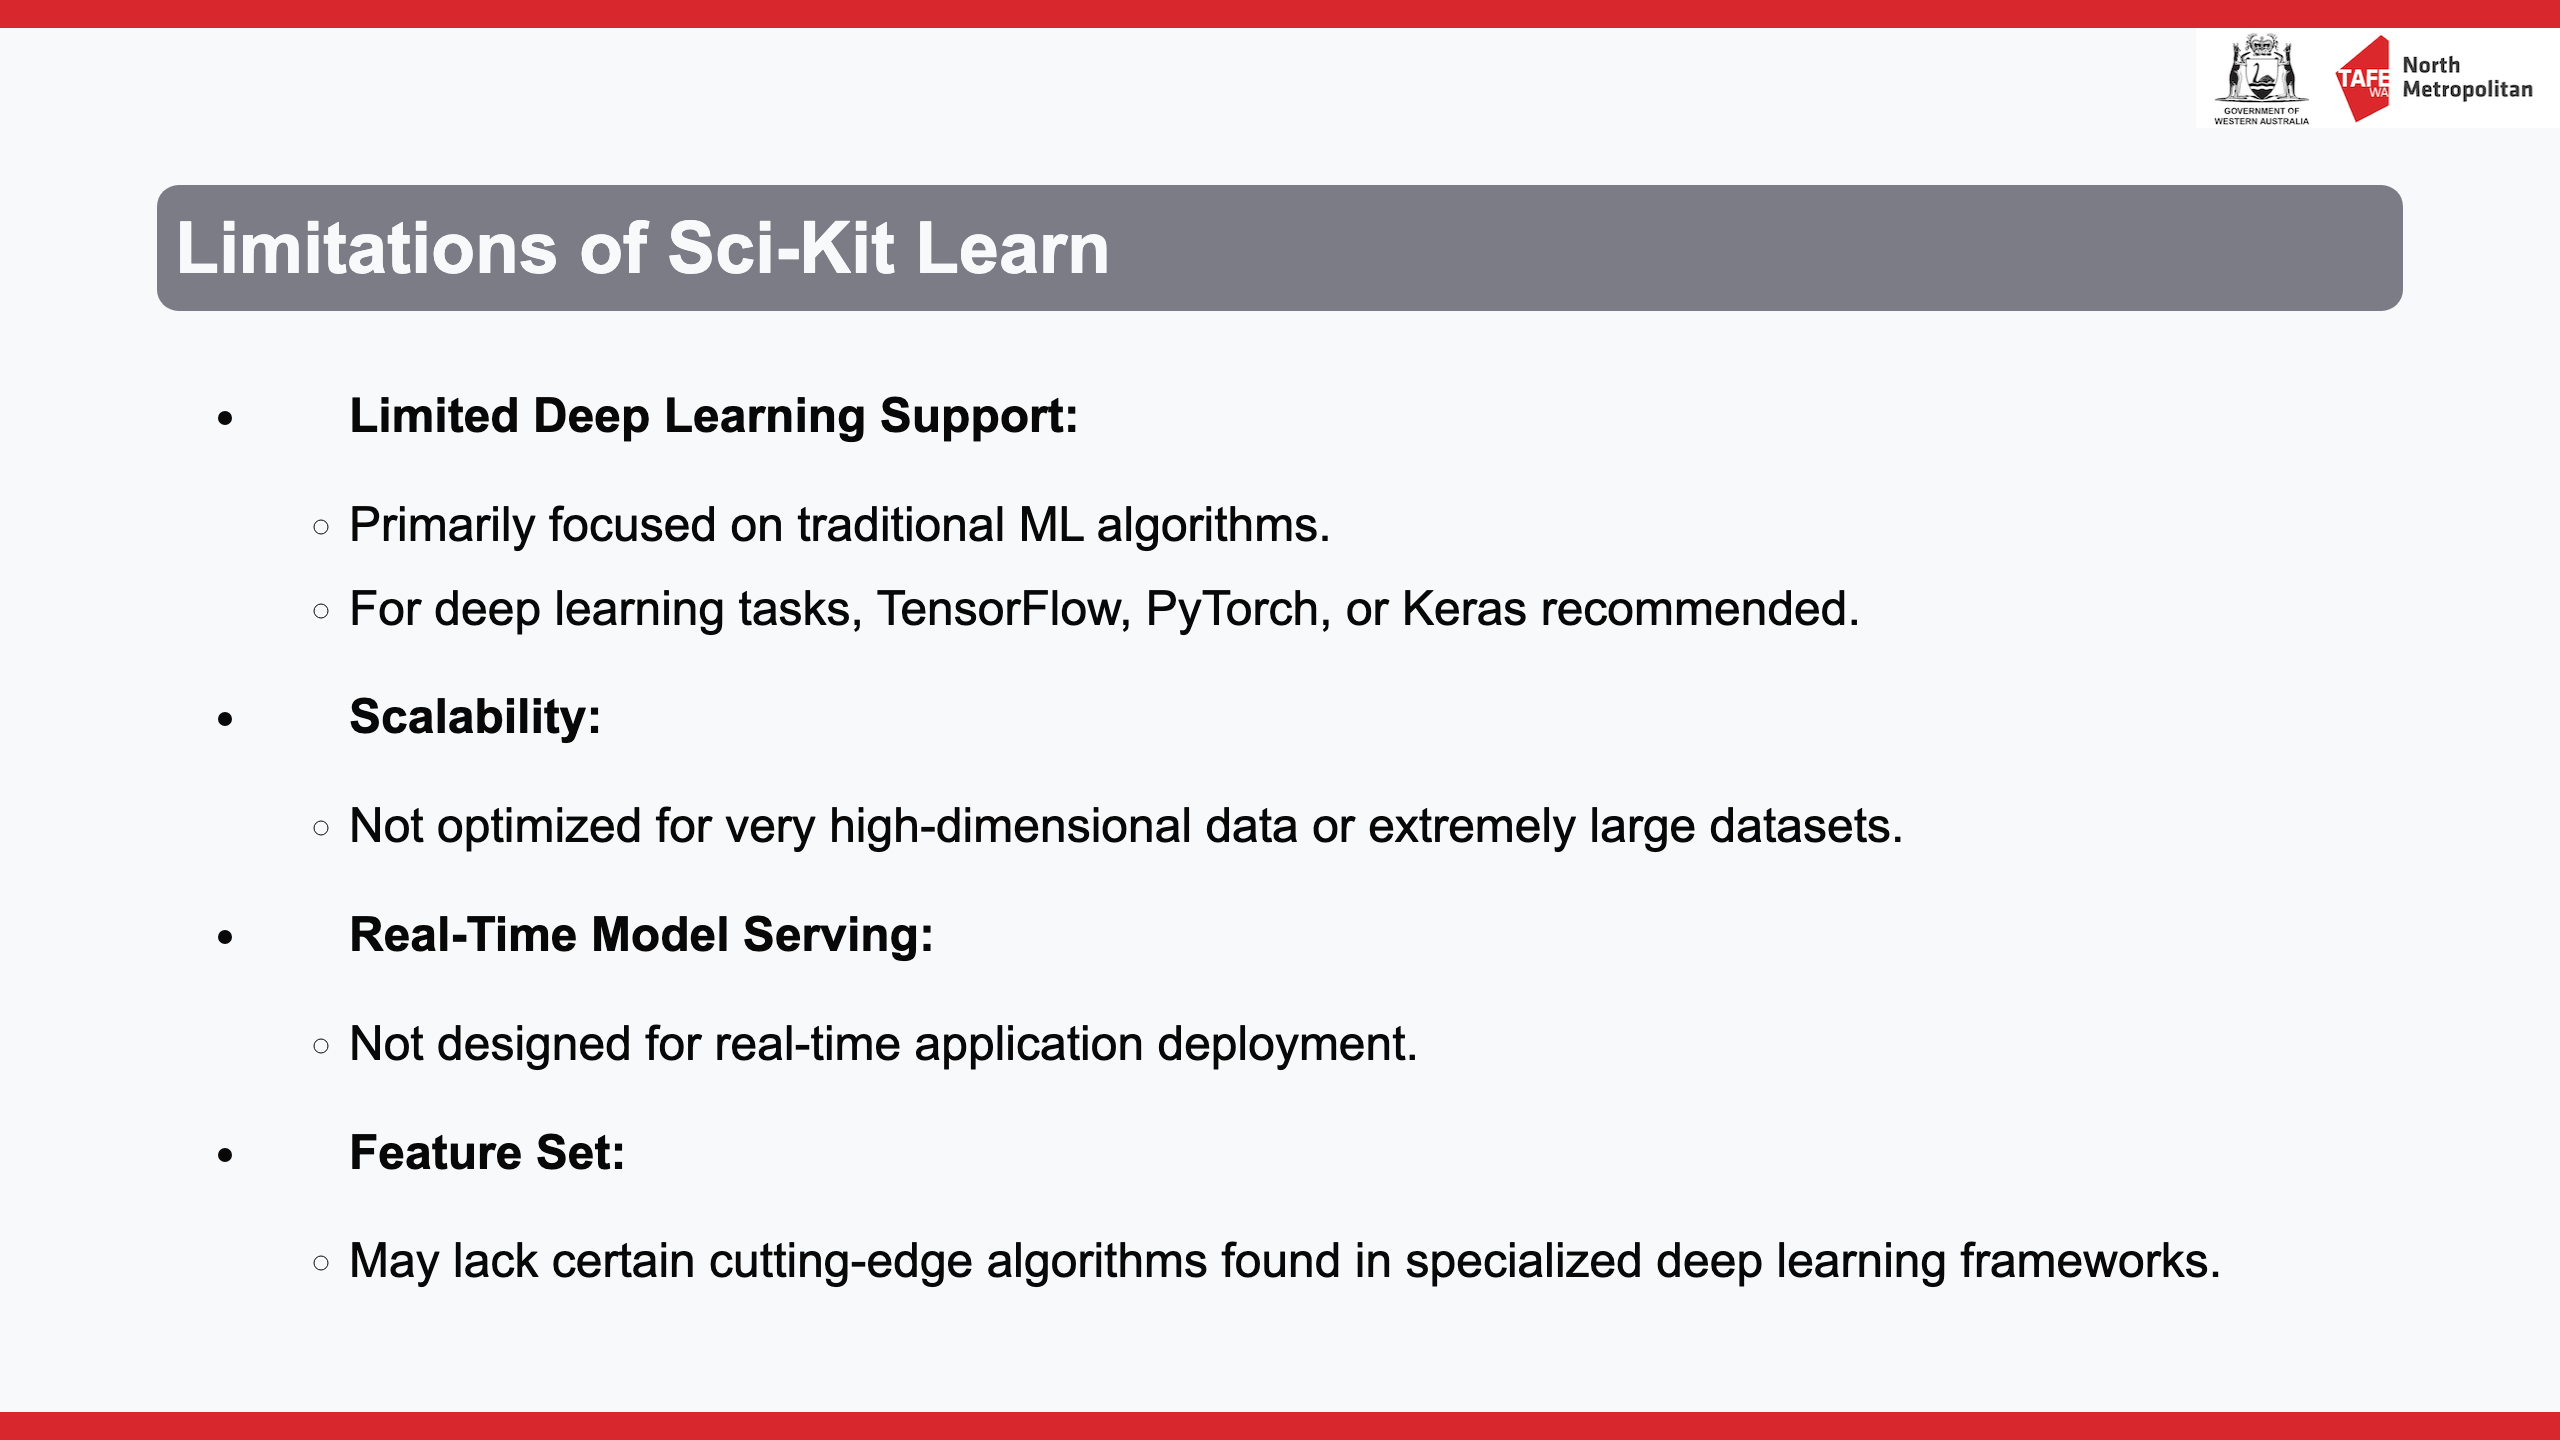 GOVERNMENT OF
WESTERN AUSTRALIA
TAFE
WA
North
Metropolitan
Limitations of Sci-Kit Learn
• Limited Deep Learning Support:
○ Primarily focused on traditional ML algorithms.
○ For deep learning tasks, TensorFlow, PyTorch, or Keras recommended.
• Scalability:
○ Not optimized for very high-dimensional data or extremely large datasets.
• Real-Time Model Serving:
○ Not designed for real-time application deployment.
• Feature Set:
○ May lack certain cutting-edge algorithms found in specialized deep learning frameworks.